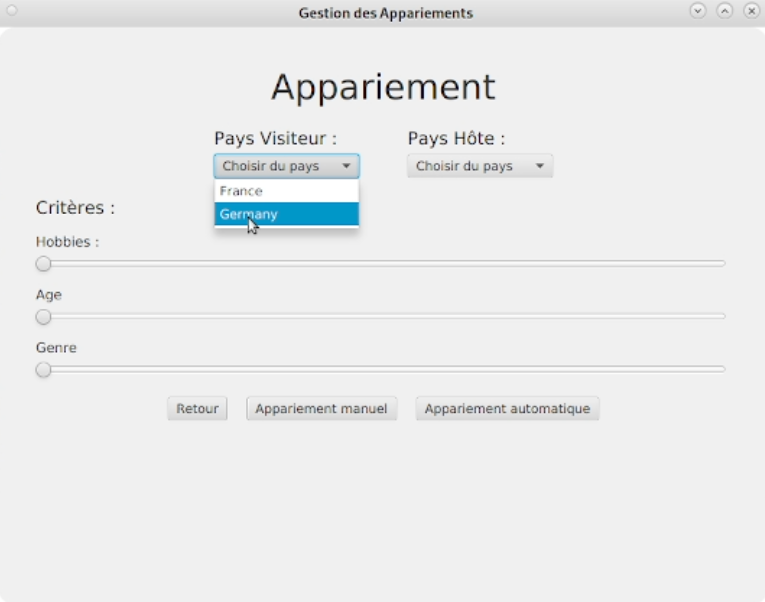 Gestion des Appariements
Appariement
Pays Visiteur : Pays Hôte :
Choisir du pays Choisir du pays
France
Germany
Critères :
Hobbies :
Age
Genre
Retour Appariement manuel Appariement automatique